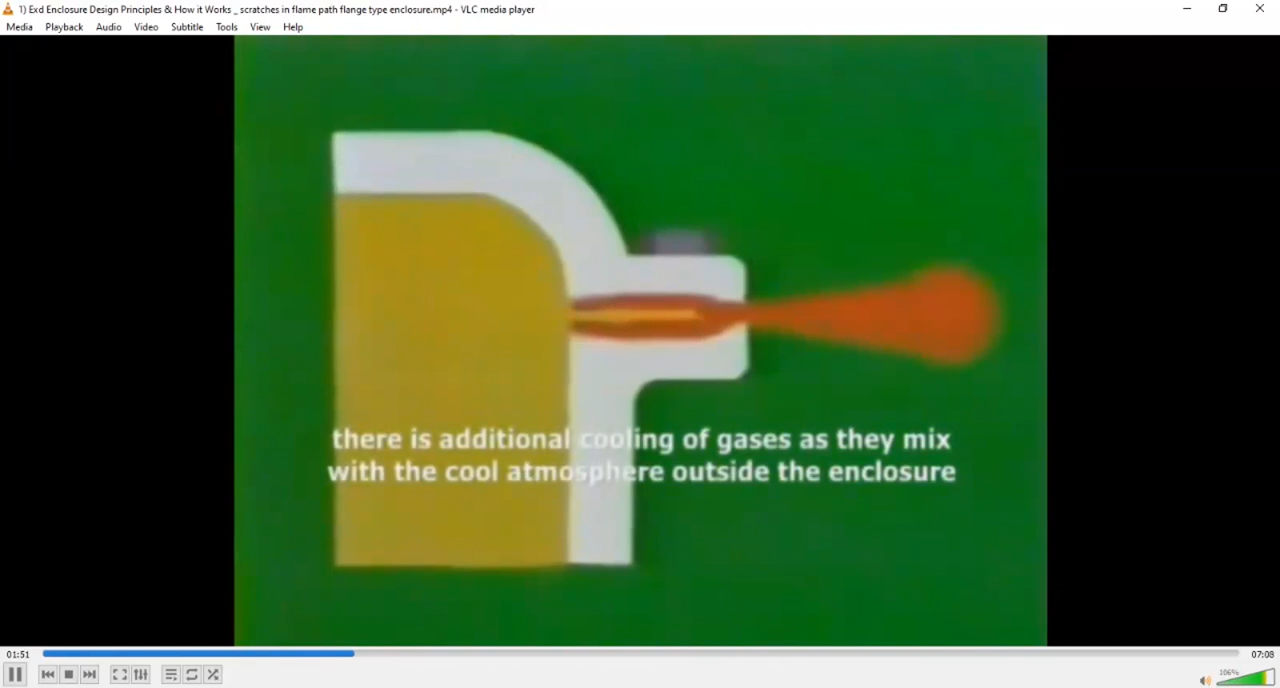 1) Exd Enclosure Design Principles & How it Works _ scratches in flame path flange type enclosure.mp4 - VLC media player
Media Playback Audio Video Subtitle Tools View Help
there is additional cooling of gases as they mix
with the cool atmosphere outside the enclosure
01:51
07:08
106%